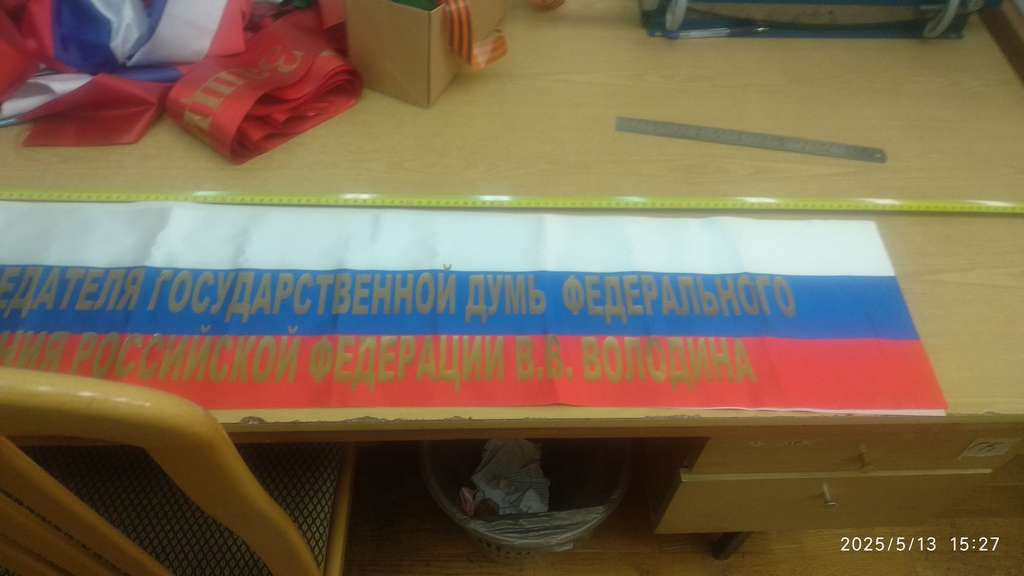 ЕДАТЕЛЯ ГОСУДАРСТВЕННОЙ ДУМЬ ФЕДЕРАЛЬНОГО
НИЯ РОССИЙСКОЙ ФЕДЕРАЦИИ В.В. ВОЛОДИНА
2025/5/13 15:27